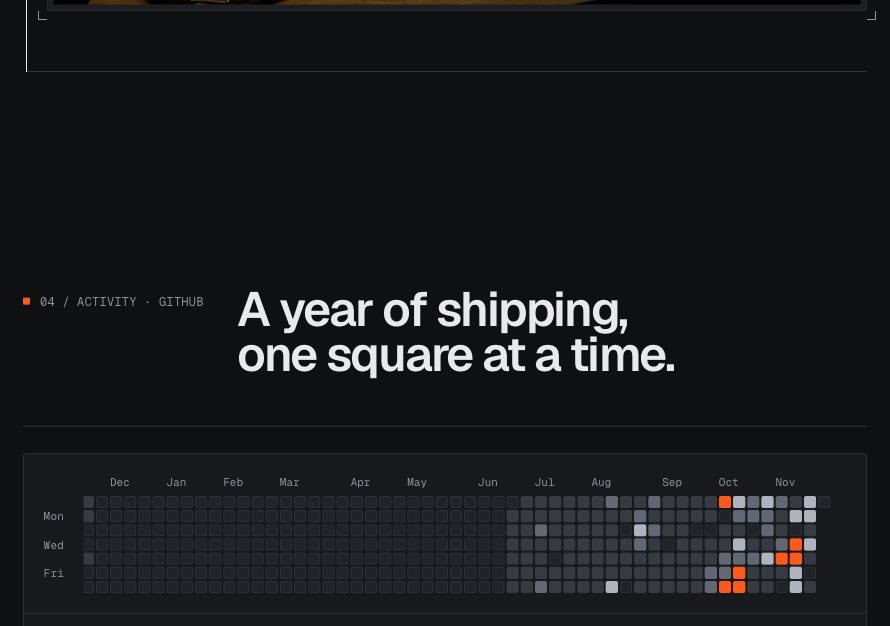 04 / ACTIVITY · GITHUB
A year of shipping,
one square at a time.
Dec Jan Feb Mar Apr May Jun Jul Aug Sep Oct Nov
Mon
Wed
Fri